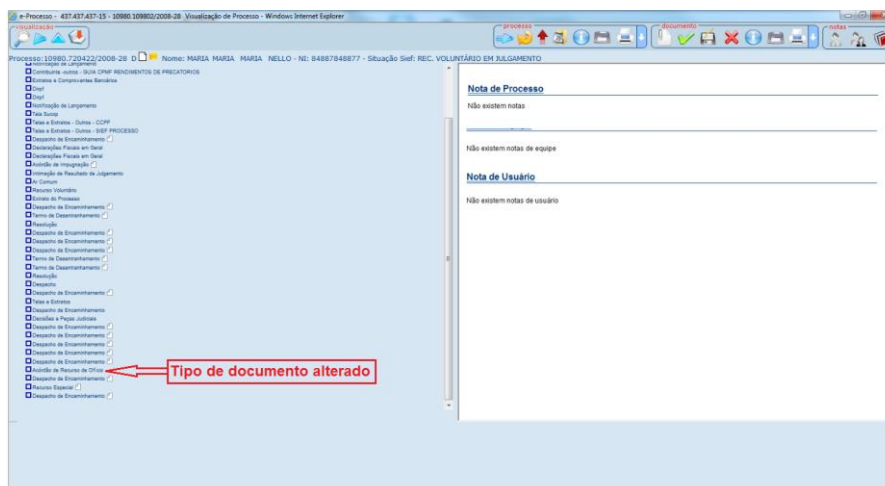 e-Processo - 437.437.437-15 - 10980.109802/2008-28 Visualização de Processo - Windows Internet Explorer
visualização
processo
documento
notas
Processo:10980.720422/2008-28 D Nome: MARIA MARIA MARIA NELLO - NI: 84887848877 - Situação Sief: REC. VOLUNTÁRIO EM JULGAMENTO
Notificação de Lançamento
Contribuinte -outros - GUIA CPMF RENDIMENTOS DE PRECATORIOS
Extratos e Comprovantes Bancários
Dirpf
Dirpf
Notificação de Lançamento
Tela Sucop
Telas e Extratos - Outros - CCPF
Telas e Extratos - Outros - SIEF PROCESSO
Despacho de Encaminhamento
Declarações Fiscais em Geral
Declarações Fiscais em Geral
Acórdão de Impugnação
Intimação de Resultado de Julgamento
Ar Comum
Recurso Voluntário
Extrato do Processo
Despacho de Encaminhamento
Termo de Desentranhamento
Resolução
Despacho de Encaminhamento
Despacho de Encaminhamento
Despacho de Encaminhamento
Termo de Desentranhamento
Termo de Desentranhamento
Resolução
Despacho
Despacho de Encaminhamento
Telas e Extratos
Despacho de Encaminhamento
Decisões e Peças Judiciais
Despacho de Encaminhamento
Despacho de Encaminhamento
Despacho de Encaminhamento
Despacho de Encaminhamento
Despacho de Encaminhamento
Acórdão de Recurso de Ofício
Despacho de Encaminhamento
Recurso Especial
Despacho de Encaminhamento
Tipo de documento alterado
Nota de Processo
Não existem notas
Não existem notas de equipe
Nota de Usuário
Não existem notas de usuário